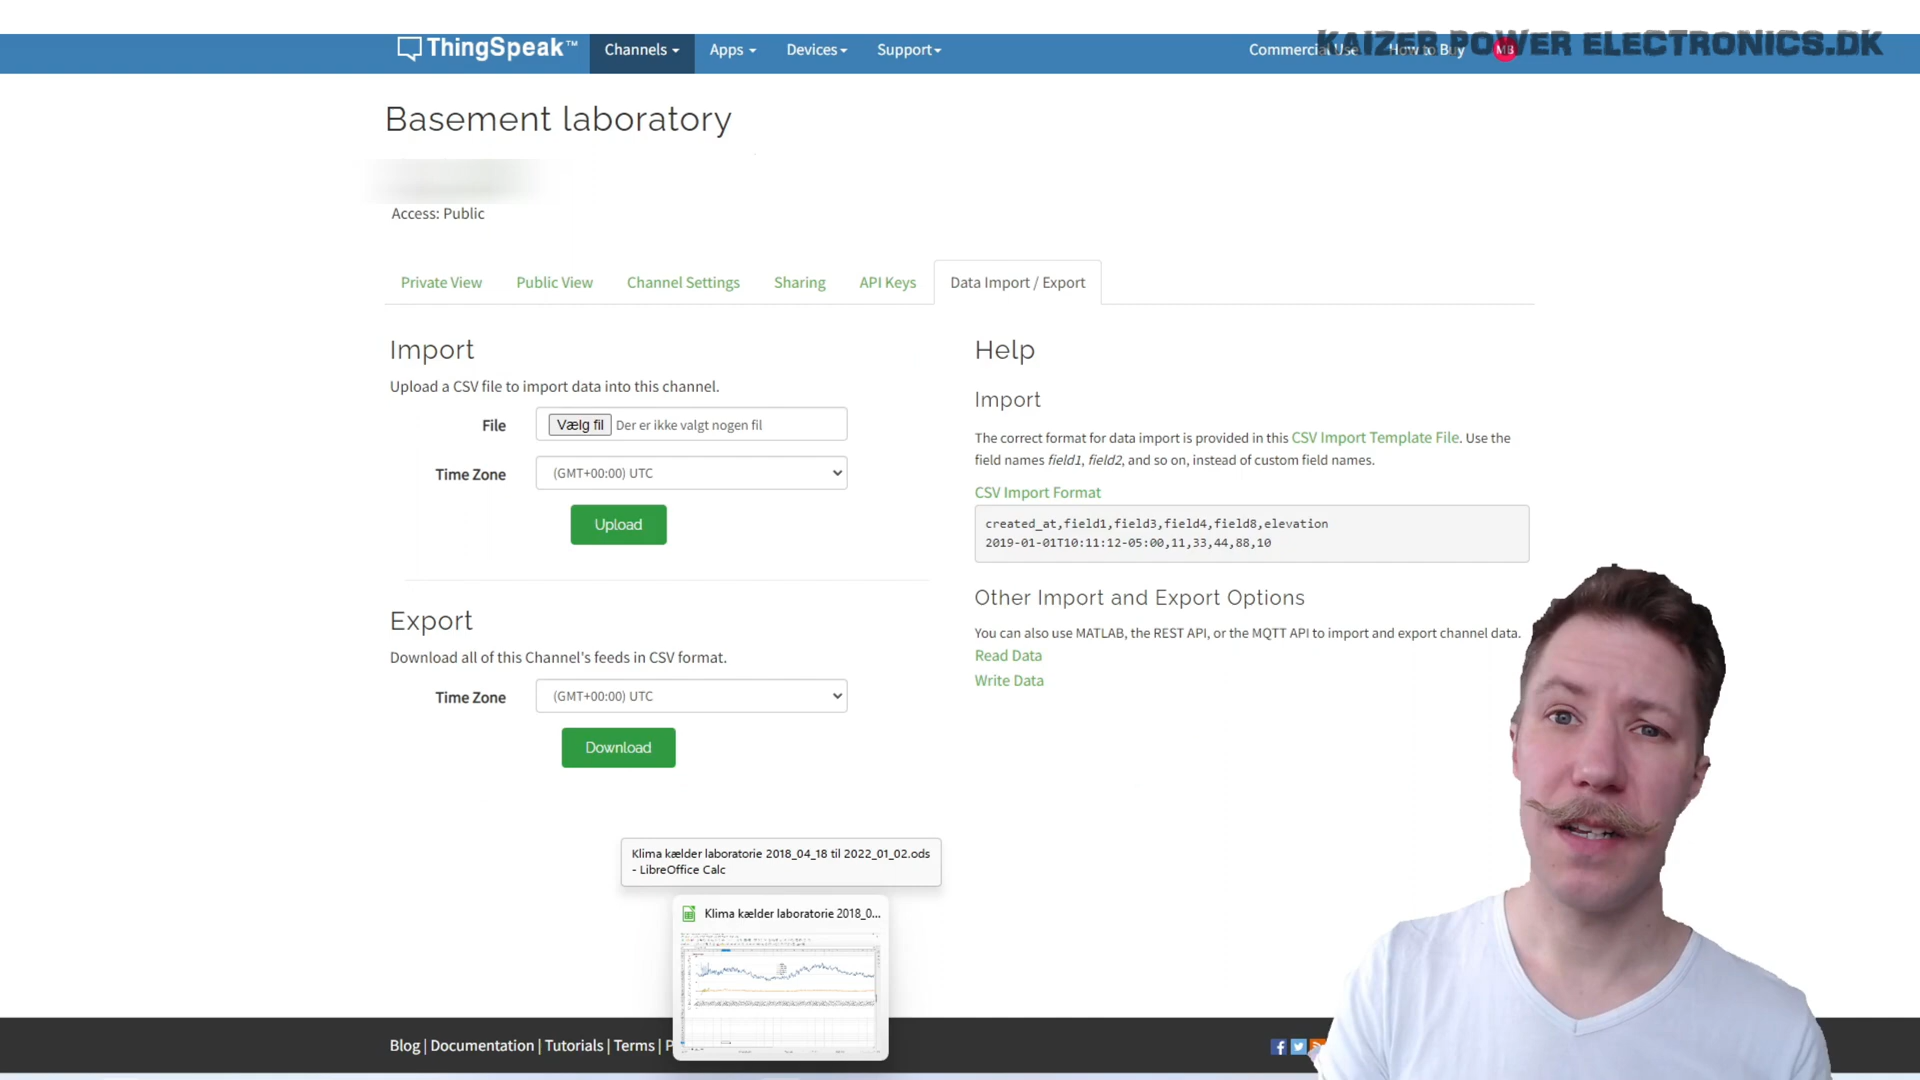 ThingSpeak™ Channels Apps Devices Support Commercial Use How to Buy MB
KAIZER POWER ELECTRONICS.DK
Basement laboratory
Access: Public
Private View Public View Channel Settings Sharing API Keys Data Import / Export
Import
Upload a CSV file to import data into this channel.
File Vælg fil Der er ikke valgt nogen fil
Time Zone (GMT+00:00) UTC
Upload
Export
Download all of this Channel's feeds in CSV format.
Time Zone (GMT+00:00) UTC
Download
Help
Import
The correct format for data import is provided in this CSV Import Template File. Use the
field names field1, field2, and so on, instead of custom field names.
CSV Import Format
created_at,field1,field3,field4,field8,elevation
2019-01-01T10:11:12-05:00,11,33,44,88,10
Other Import and Export Options
You can also use MATLAB, the REST API, or the MQTT API to import and export channel data.
Read Data
Write Data
Klima kælder laboratorie 2018_04_18 til 2022_01_02.ods
- LibreOffice Calc
Klima kælder laboratorie 2018_0...
Blog | Documentation | Tutorials | Terms |